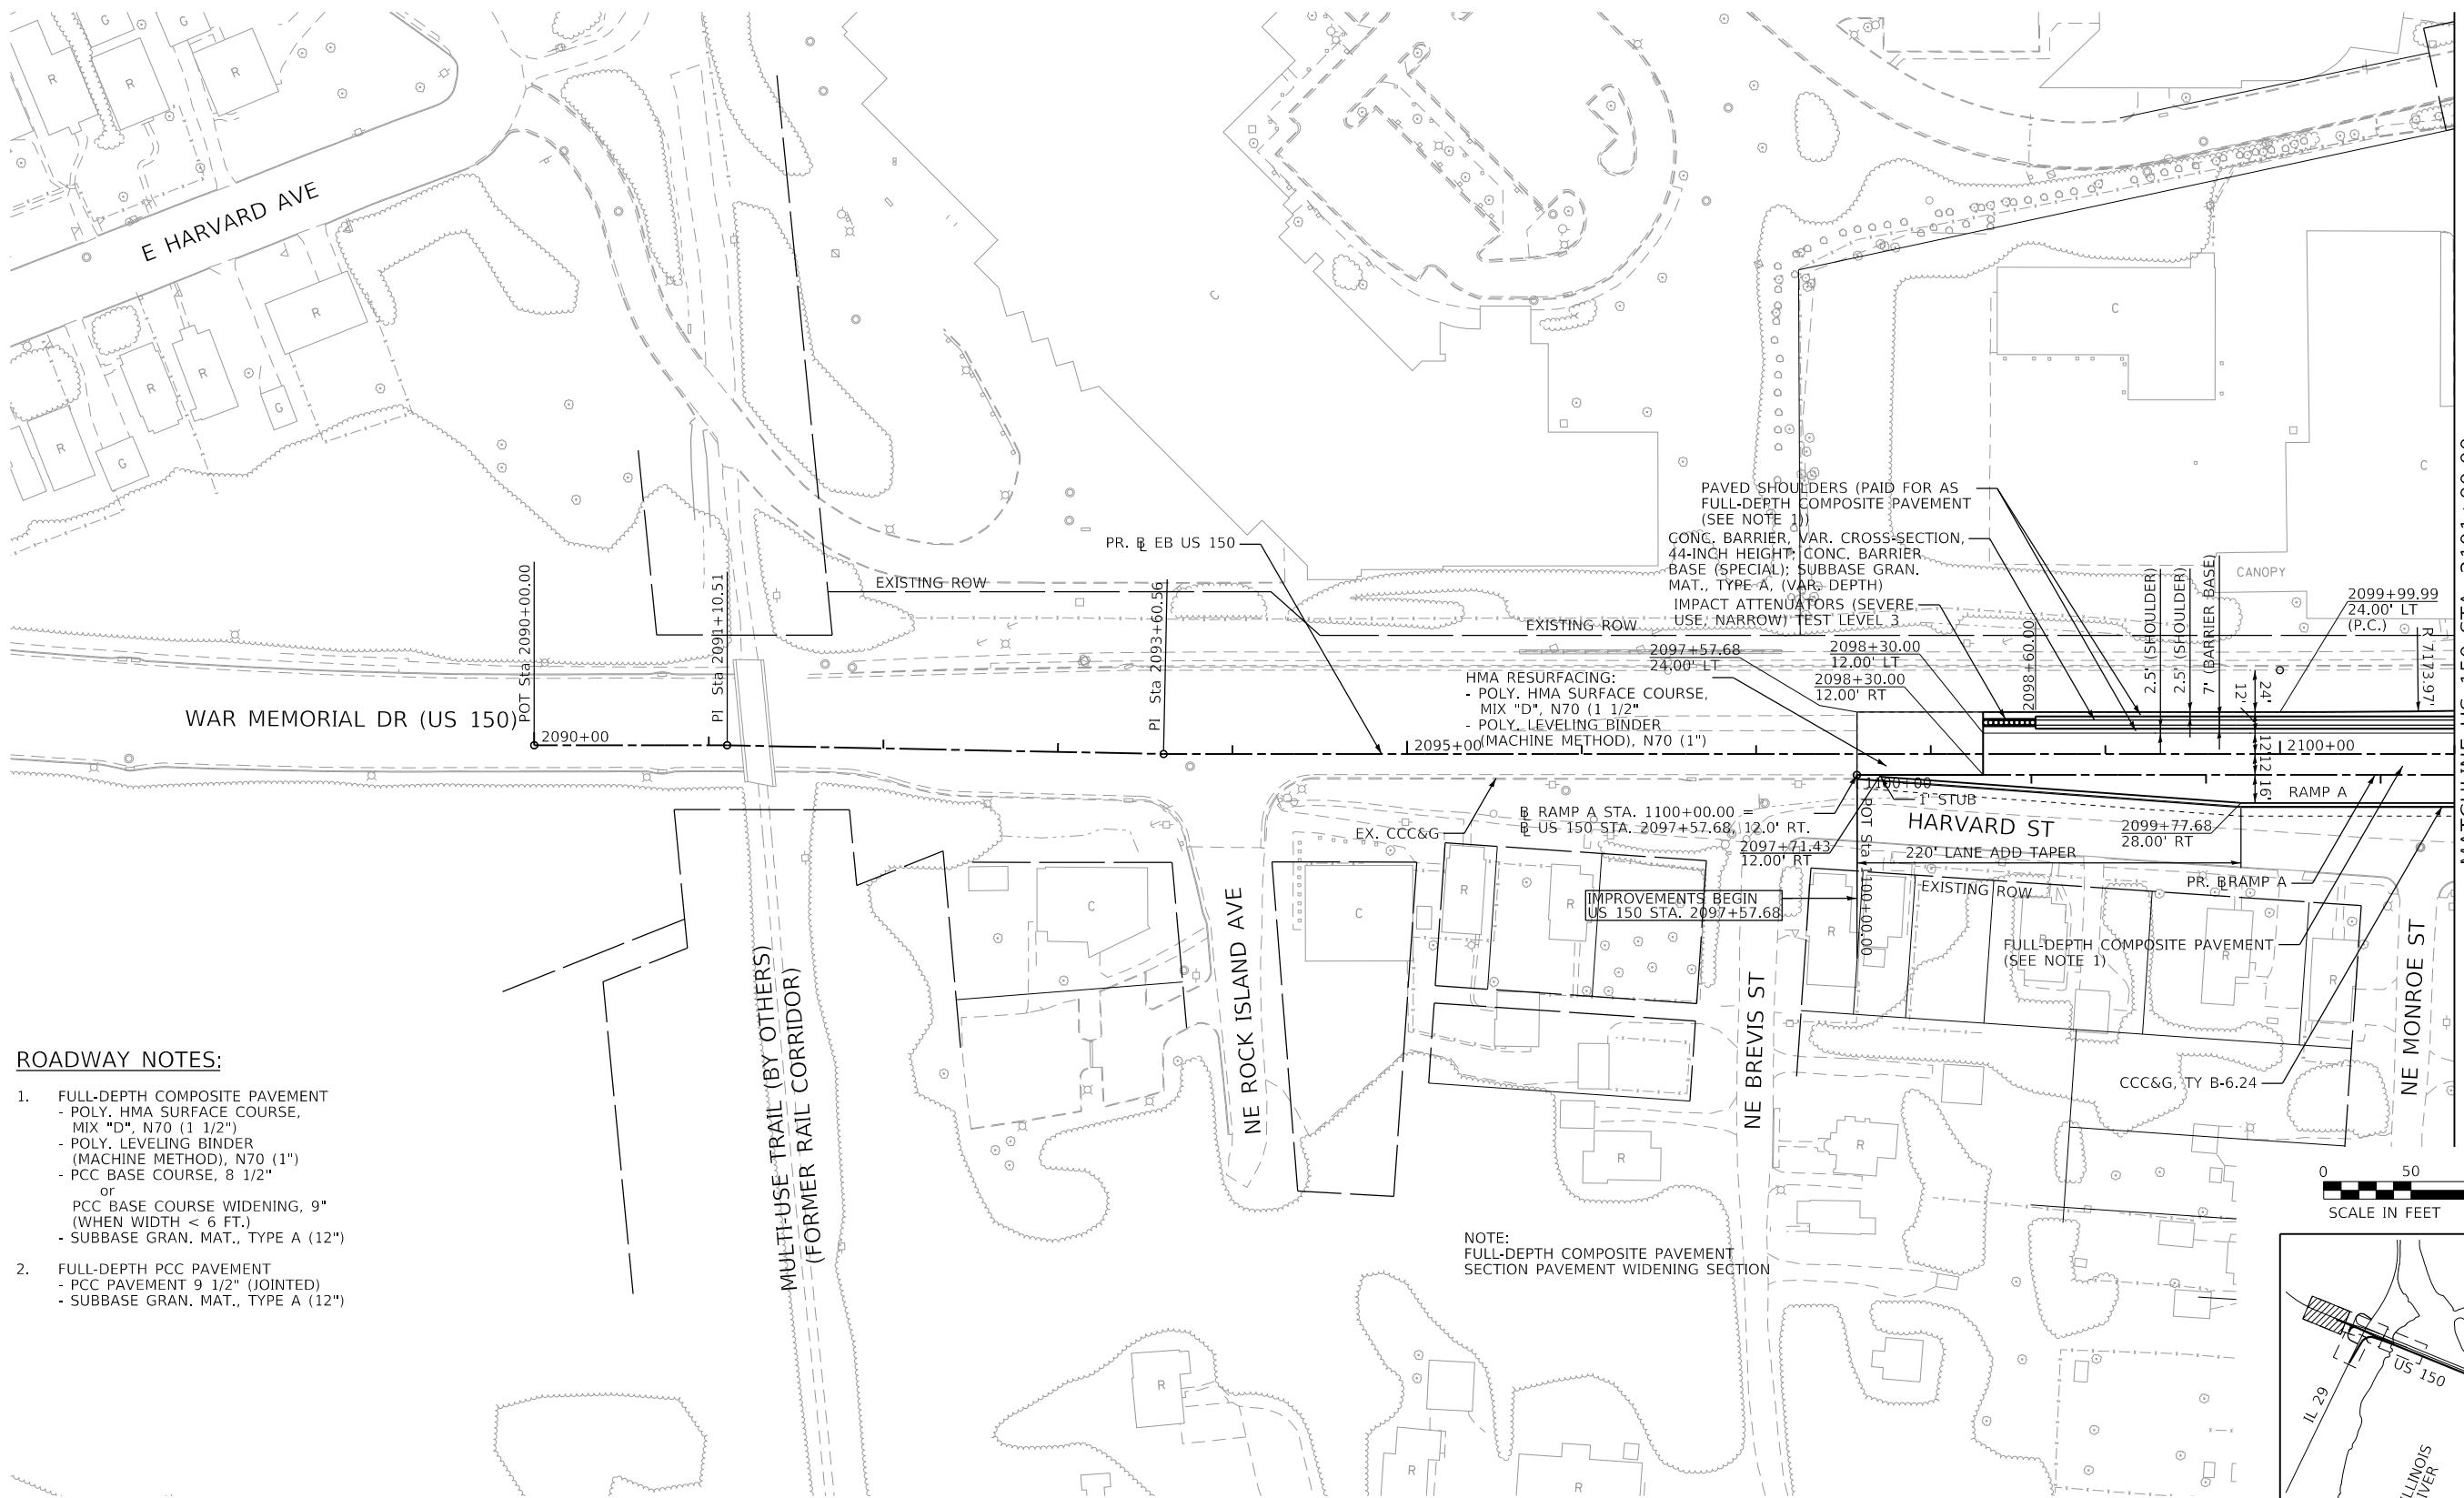 E HARVARD AVE
R
R
R
R
R
R
R
G
G
G
G
C
C
C
PAVED SHOULDERS (PAID FOR AS
FULL-DEPTH COMPOSITE PAVEMENT
(SEE NOTE 1))
CONC. BARRIER, VAR. CROSS-SECTION,
44-INCH HEIGHT; CONC. BARRIER
BASE (SPECIAL); SUBBASE GRAN.
MAT., TYPE A, (VAR. DEPTH)
IMPACT ATTENUATORS (SEVERE
USE, NARROW) TEST LEVEL 3
PR. ␢ EB US 150
EXISTING ROW
EXISTING ROW
CANOPY
POT Sta 2090+00.00
PI Sta 2091+10.51
PI Sta 2093+60.56
2097+57.68
24.00' LT
2098+30.00
12.00' LT
2098+30.00
12.00' RT
2098+60.00
2.5' (SHOULDER)
2.5' (SHOULDER)
7' (BARRIER BASE)
2099+99.99
24.00' LT
(P.C.)
R 7173.97'
24'
12'
12'
12'
16'
HMA RESURFACING:
- POLY. HMA SURFACE COURSE,
MIX "D", N70 (1 1/2"
- POLY. LEVELING BINDER
(MACHINE METHOD), N70 (1")
WAR MEMORIAL DR (US 150)
2090+00
2095+00
2100+00
1100+00
1' STUB
RAMP A
EX. CCC&G
B RAMP A STA. 1100+00.00 =
B US 150 STA. 2097+57.68, 12.0' RT.
2097+71.43
12.00' RT
POT Sta 1100+00.00
HARVARD ST
220' LANE ADD TAPER
2099+77.68
28.00' RT
EXISTING ROW
PR. B RAMP A
IMPROVEMENTS BEGIN
US 150 STA. 2097+57.68
C
C
R
R
R
R
R
R
R
FULL-DEPTH COMPOSITE PAVEMENT
(SEE NOTE 1)
CCC&G, TY B-6.24
MULTI-USE TRAIL (BY OTHERS)
(FORMER RAIL CORRIDOR)
NE ROCK ISLAND AVE
NE BREVIS ST
NE MONROE ST
ROADWAY NOTES:
1. FULL-DEPTH COMPOSITE PAVEMENT
- POLY. HMA SURFACE COURSE,
MIX "D", N70 (1 1/2")
- POLY. LEVELING BINDER
(MACHINE METHOD), N70 (1")
- PCC BASE COURSE, 8 1/2"
or
PCC BASE COURSE WIDENING, 9"
(WHEN WIDTH < 6 FT.)
- SUBBASE GRAN. MAT., TYPE A (12")
2. FULL-DEPTH PCC PAVEMENT
- PCC PAVEMENT 9 1/2" (JOINTED)
- SUBBASE GRAN. MAT., TYPE A (12")
NOTE:
FULL-DEPTH COMPOSITE PAVEMENT
SECTION PAVEMENT WIDENING SECTION
R
R
R
R
R
0 50
SCALE IN FEET
US 150
IL 29